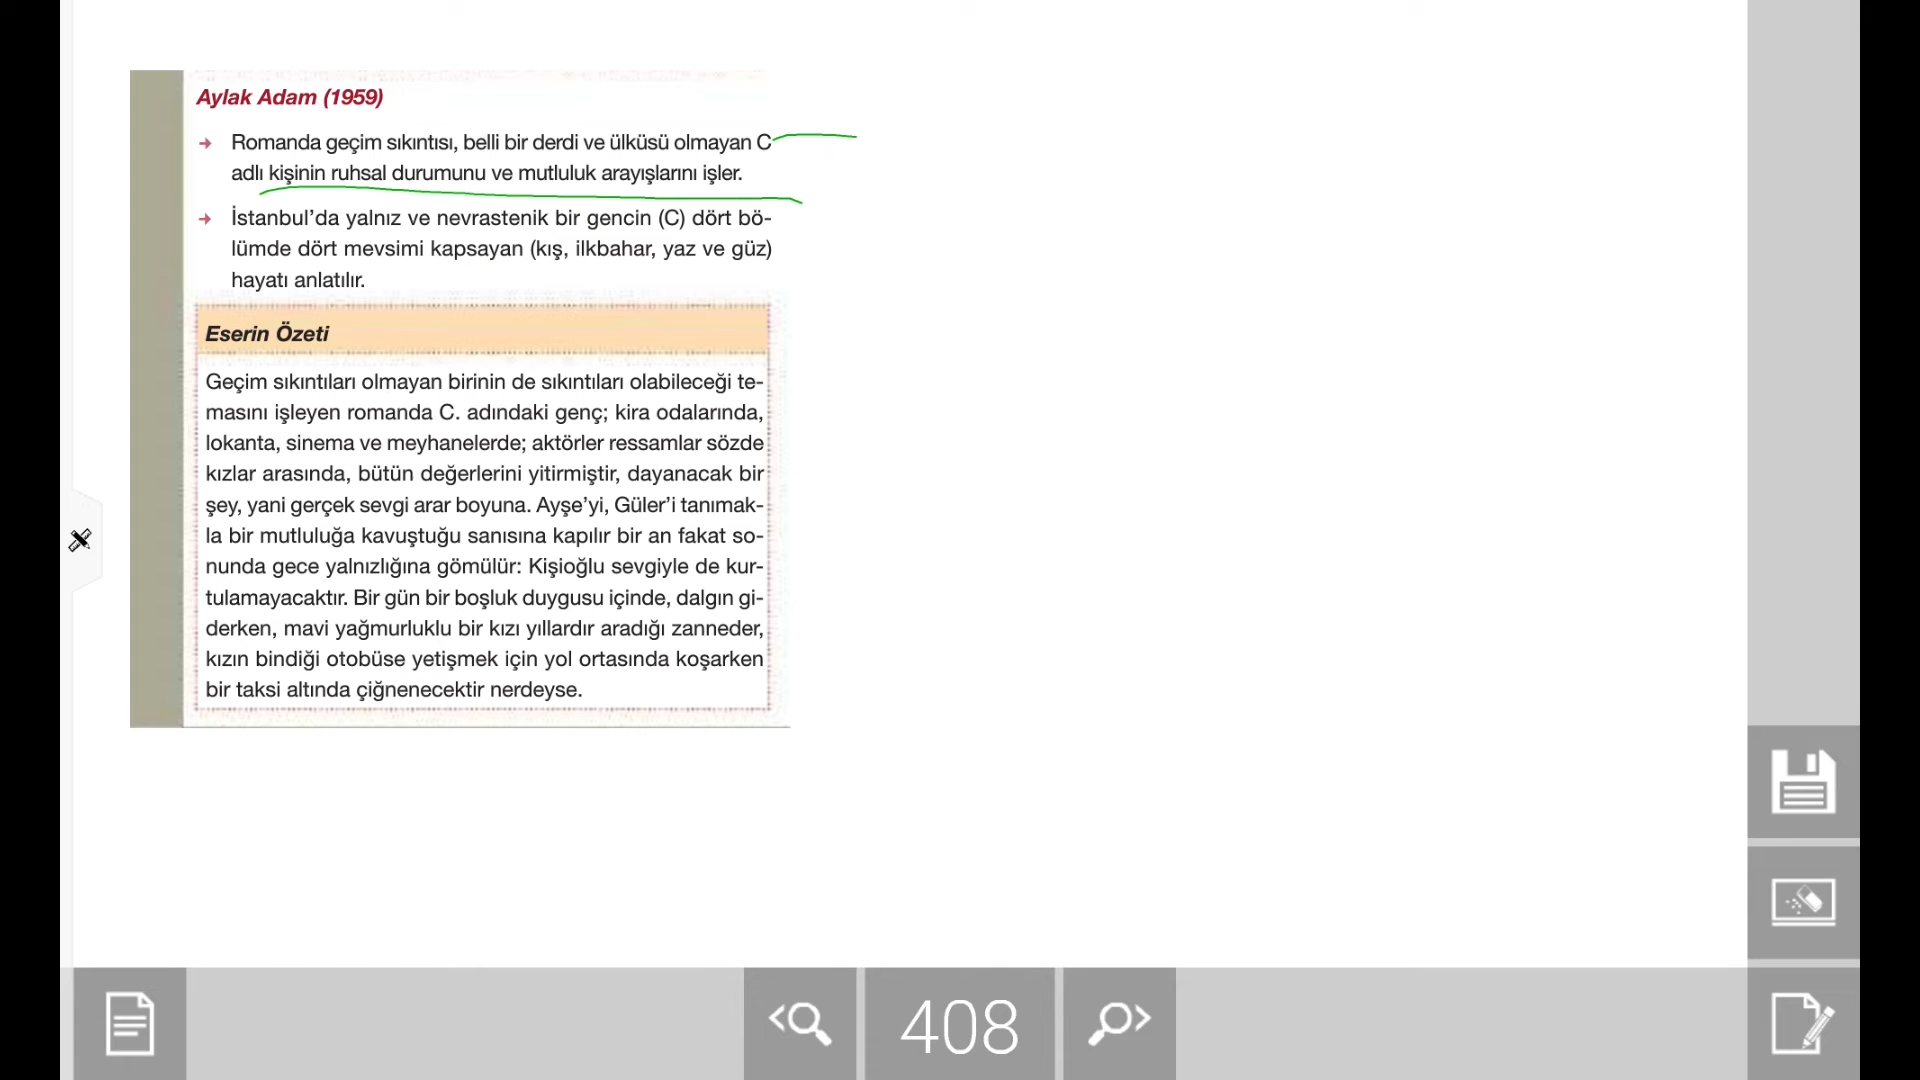 Aylak Adam (1959)
Romanda geçim sıkıntısı, belli bir derdi ve ülküsü olmayan C
adlı kişinin ruhsal durumunu ve mutluluk arayışlarını işler.
İstanbul’da yalnız ve nevrastenik bir gencin (C) dört bö-
lümde dört mevsimi kapsayan (kış, ilkbahar, yaz ve güz)
hayatı anlatılır.
Eserin Özeti
Geçim sıkıntıları olmayan birinin de sıkıntıları olabileceği te-
masını işleyen romanda C. adındaki genç; kira odalarında,
lokanta, sinema ve meyhanelerde; aktörler ressamlar sözde
kızlar arasında, bütün değerlerini yitirmiştir, dayanacak bir
şey, yani gerçek sevgi arar boyuna. Ayşe’yi, Güler’i tanımak-
la bir mutluluğa kavuştuğu sanısına kapılır bir an fakat so-
nunda gece yalnızlığına gömülür: Kişioğlu sevgiyle de kur-
tulamayacaktır. Bir gün bir boşluk duygusu içinde, dalgın gi-
derken, mavi yağmurluklu bir kızı yıllardır aradığı zanneder,
kızın bindiği otobüse yetişmek için yol ortasında koşarken
bir taksi altında çiğnenecektir nerdeyse.
408